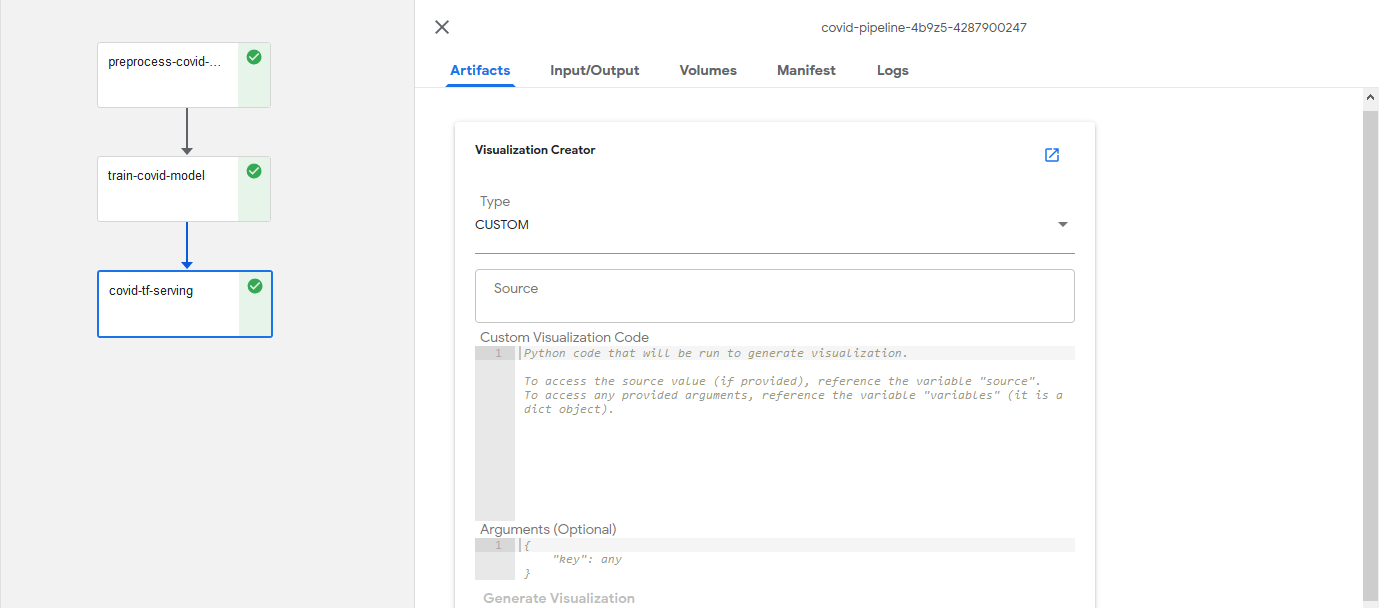 preprocess-covid-...
train-covid-model
covid-tf-serving
covid-pipeline-4b9z5-4287900247
Artifacts Input/Output Volumes Manifest Logs
Visualization Creator
Type
CUSTOM
Source
Custom Visualization Code
1 Python code that will be run to generate visualization.
To access the source value (if provided), reference the variable "source".
To access any provided arguments, reference the variable "variables" (it is a
dict object).
Arguments (Optional)
1 {
"key": any
}
Generate Visualization